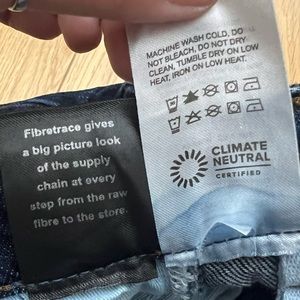 MACHINE WASH COLD, DO
NOT BLEACH, DO NOT DRY
CLEAN, TUMBLE DRY ON LOW
HEAT, IRON ON LOW HEAT.
CLIMATE
NEUTRAL
CERTIFIED
Fibretrace gives
a big picture look
of the supply
chain at every
step from the raw
fibre to the store.